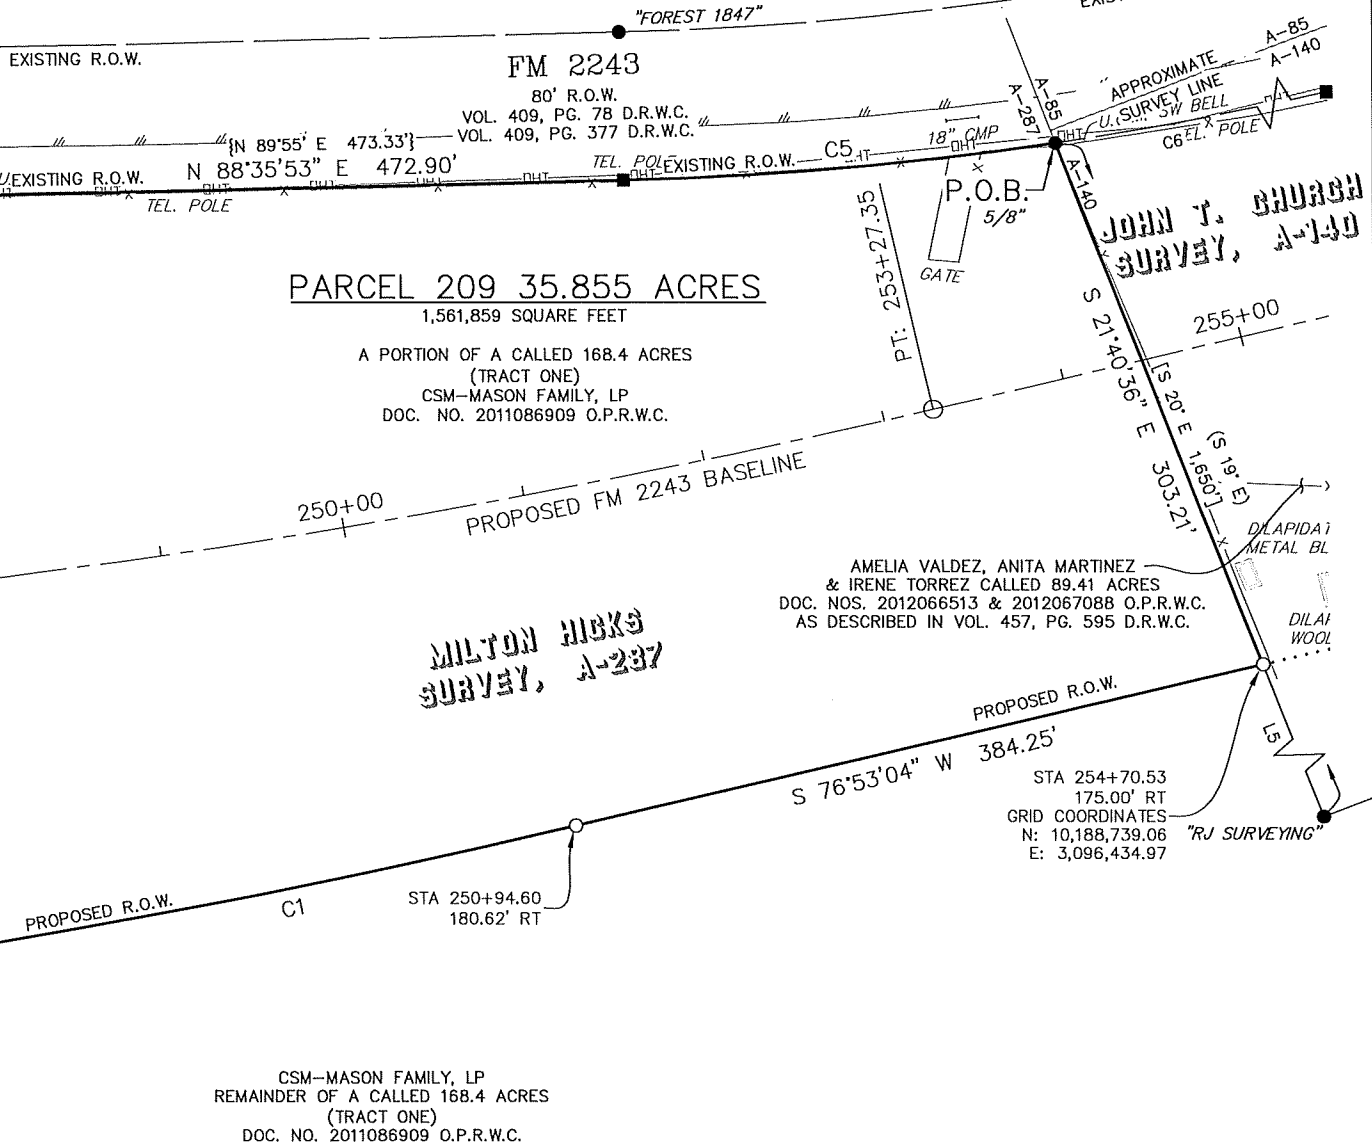 "FOREST 1847"
EXISTING R.O.W.
FM 2243
80' R.O.W.
VOL. 409, PG. 78 D.R.W.C.
VOL. 409, PG. 377 D.R.W.C.
{N 89°55' E 473.33'}
N 88°35'53" E 472.90'
EXISTING R.O.W.
TEL. POLE
TEL. POLE
EXISTING R.O.W.
C5
18" CMP
OHT
OHT
OHT
OHT
OHT
OHT
A-85
A-287
A-85
A-140
APPROXIMATE
SURVEY LINE
SW BELL
C6
POLE
A-140
P.O.B.
5/8"
GATE
JOHN T. CHURCH
SURVEY, A-140
PARCEL 209 35.855 ACRES
1,561,859 SQUARE FEET
A PORTION OF A CALLED 168.4 ACRES
(TRACT ONE)
CSM-MASON FAMILY, LP
DOC. NO. 2011086909 O.P.R.W.C.
PT: 253+27.35
255+00
S 21°40'36" E 303.21'
[S 20° E 1,650']
(S 19° E)
250+00
PROPOSED FM 2243 BASELINE
METAL BL
AMELIA VALDEZ, ANITA MARTINEZ
& IRENE TORREZ CALLED 89.41 ACRES
DOC. NOS. 2012066513 & 2012067088 O.P.R.W.C.
AS DESCRIBED IN VOL. 457, PG. 595 D.R.W.C.
MILTON HICKS
SURVEY, A-287
PROPOSED R.O.W.
S 76°53'04" W 384.25'
L5
STA 254+70.53
175.00' RT
GRID COORDINATES
N: 10,188,739.06
E: 3,096,434.97
"RJ SURVEYING"
STA 250+94.60
180.62' RT
PROPOSED R.O.W.
C1
CSM-MASON FAMILY, LP
REMAINDER OF A CALLED 168.4 ACRES
(TRACT ONE)
DOC. NO. 2011086909 O.P.R.W.C.